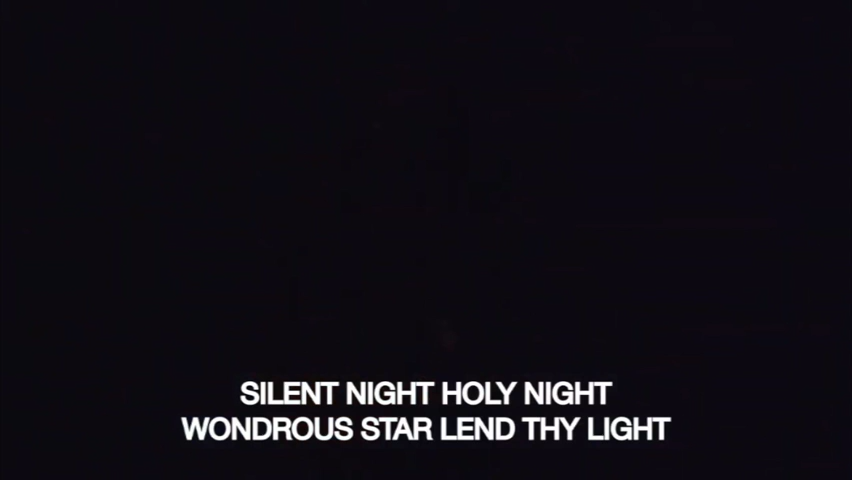 SILENT NIGHT HOLY NIGHT
WONDROUS STAR LEND THY LIGHT